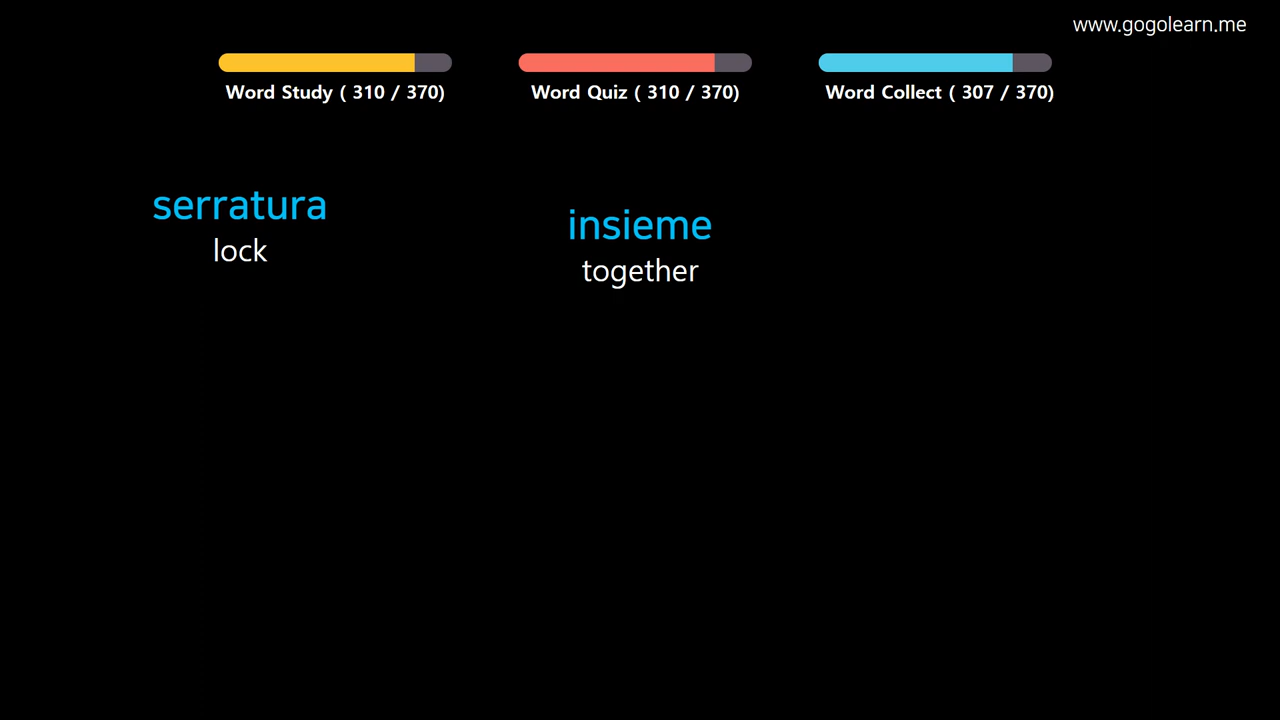 www.gogolearn.me
Word Study ( 310 / 370)
Word Quiz ( 310 / 370)
Word Collect ( 307 / 370)
serratura
lock
insieme
together